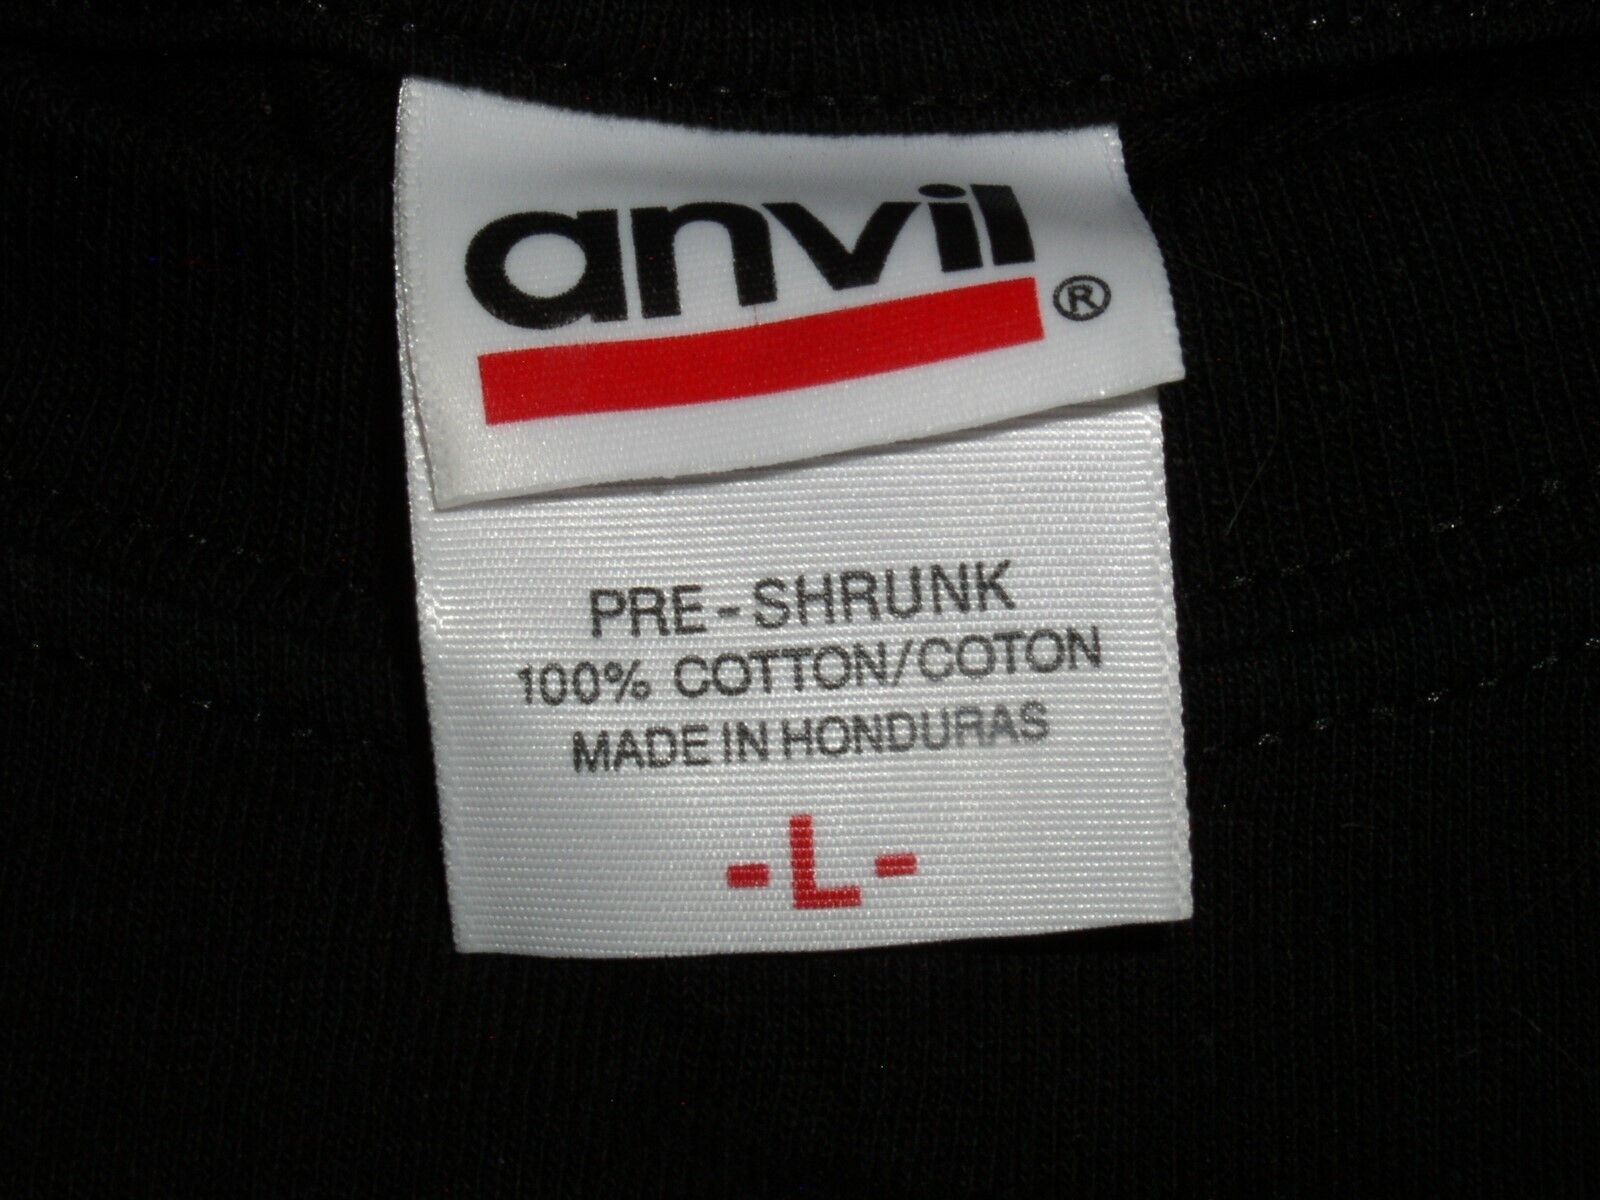 anvil®
PRE-SHRUNK
100% COTTON/COTON
MADE IN HONDURAS
-L-